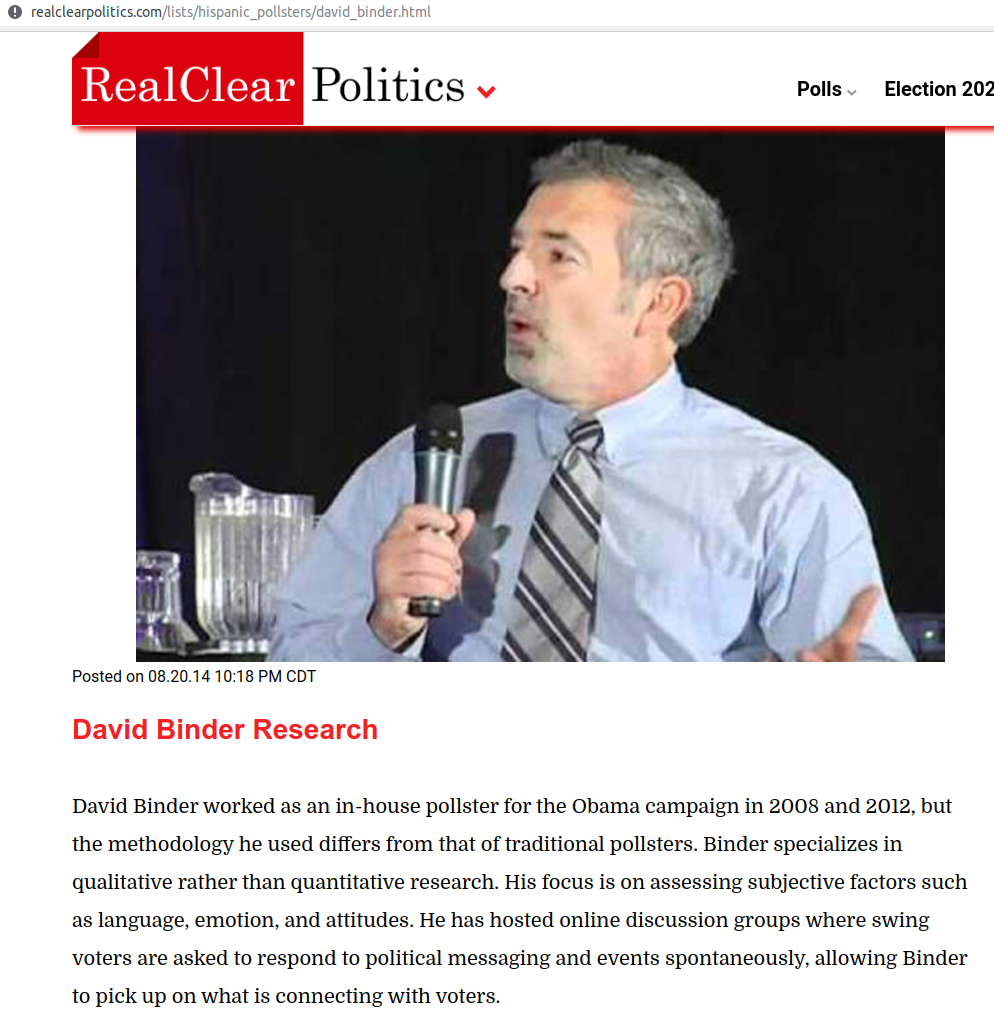 realclearpolitics.com/lists/hispanic_pollsters/david_binder.html
RealClear Politics
Polls Election 202
Posted on 08.20.14 10:18 PM CDT
David Binder Research
David Binder worked as an in-house pollster for the Obama campaign in 2008 and 2012, but
the methodology he used differs from that of traditional pollsters. Binder specializes in
qualitative rather than quantitative research. His focus is on assessing subjective factors such
as language, emotion, and attitudes. He has hosted online discussion groups where swing
voters are asked to respond to political messaging and events spontaneously, allowing Binder
to pick up on what is connecting with voters.